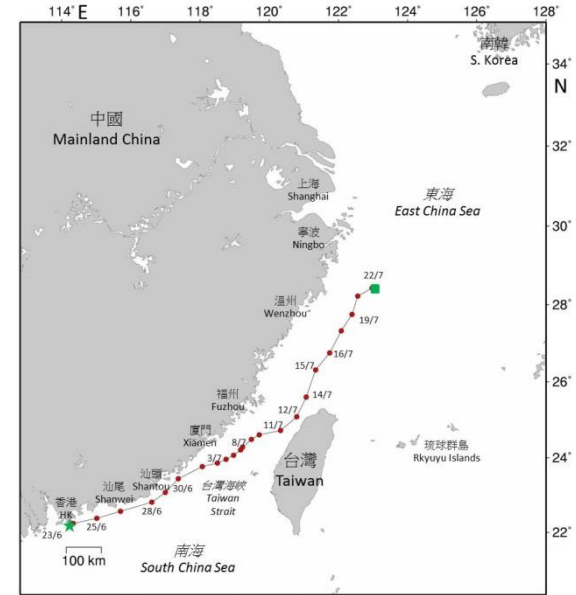 114° E
116°
118°
120°
122°
124°
126°
128°
34°
N
32°
30°
28°
26°
24°
22°
南韓
S. Korea
中國
Mainland China
上海
Shanghai
東海
East China Sea
寧波
Ningbo
22/7
溫州
Wenzhou
19/7
16/7
15/7
14/7
福州
Fuzhou
12/7
廈門
Xiamen
11/7
8/7
3/7
琉球群島
Rkyuyu Islands
台灣
Taiwan
汕頭
Shantou
30/6
台灣海峽
Taiwan
Strait
汕尾
Shanwei
28/6
香港
HK
25/6
23/6
100 km
南海
South China Sea